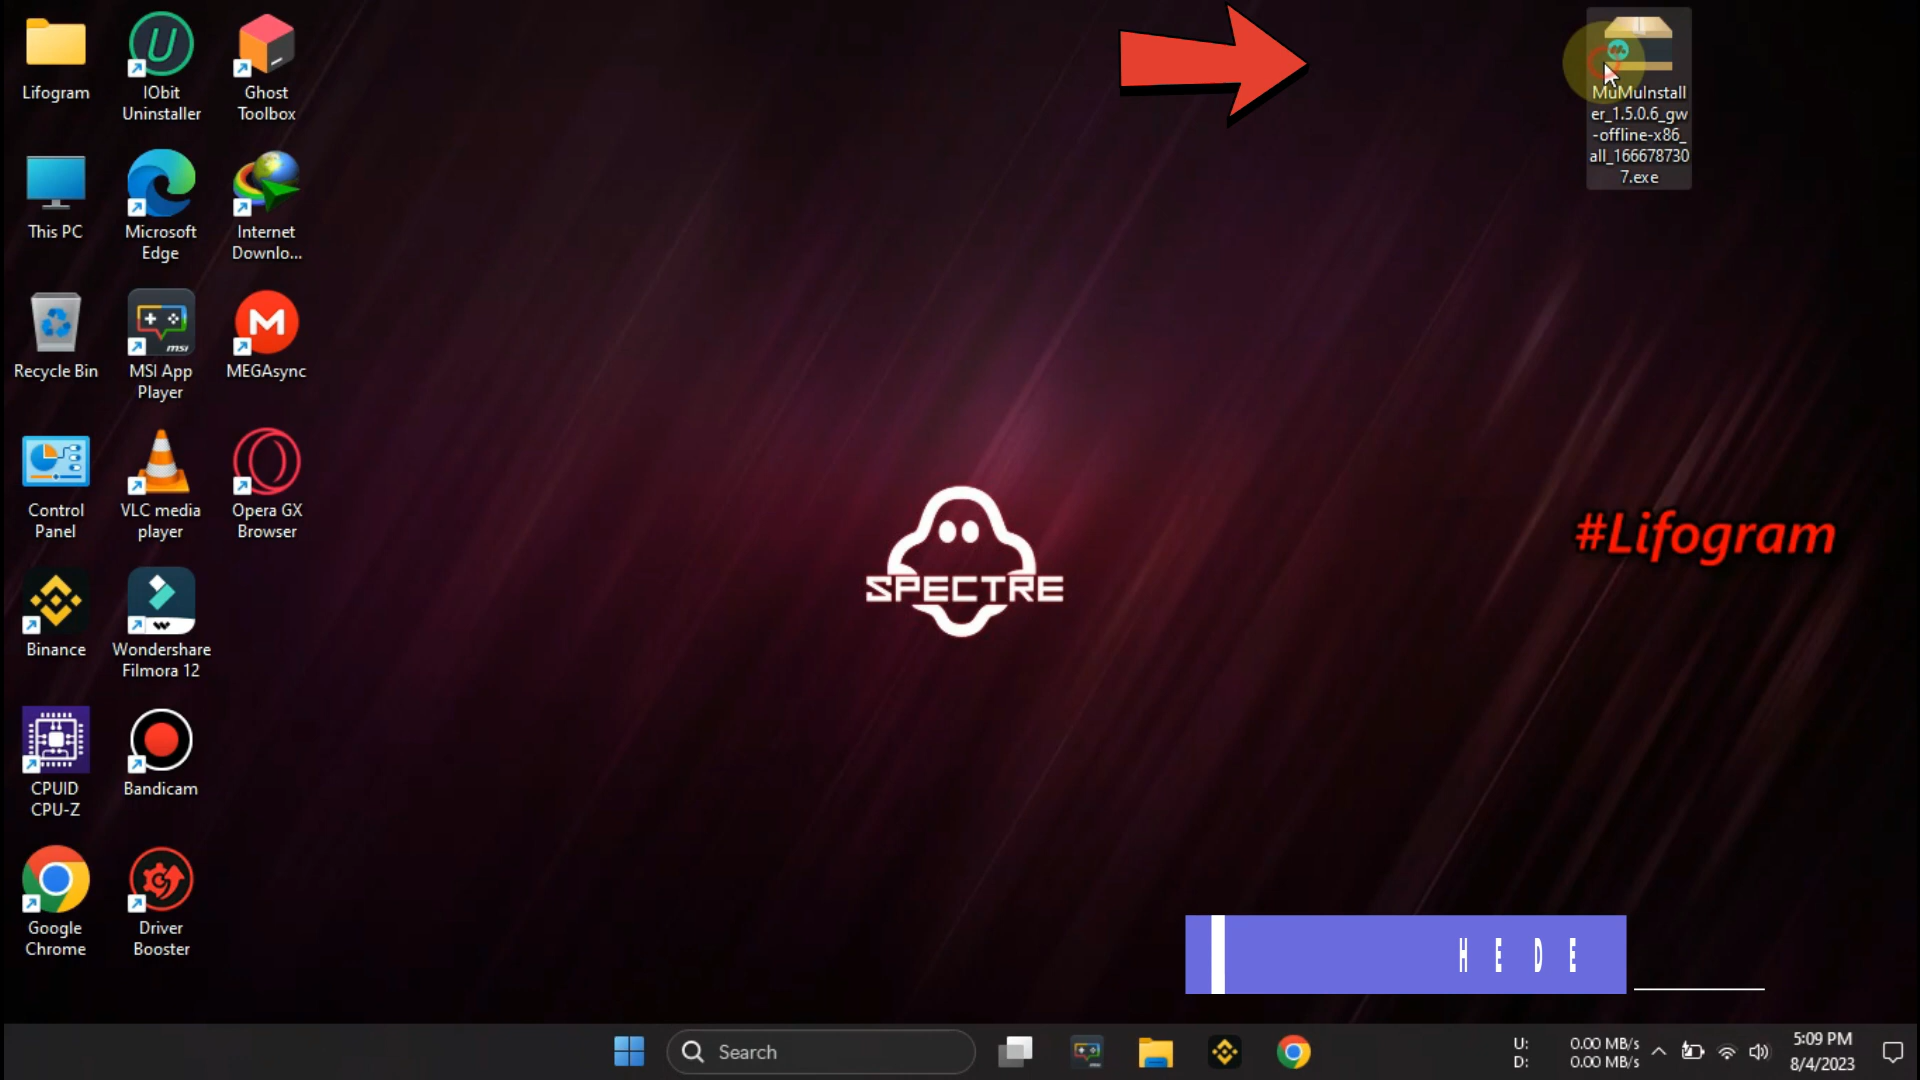 Lifogram
IObit
Uninstaller
Ghost
Toolbox
MuMuInstall
er_1.5.0.6_gw
-offline-x86_
all_166678730
7.exe
This PC
Microsoft
Edge
Internet
Downlo...
Recycle Bin
msi
MSI App
Player
MEGAsync
Control
Panel
VLC media
player
Opera GX
Browser
#Lifogram
SPECTRE
Binance
Wondershare
Filmora 12
CPUID
CPU-Z
Bandicam
Google
Chrome
Driver
Booster
H E D E
Search
U: 0.00 MB/s
D: 0.00 MB/s
5:09 PM
8/4/2023